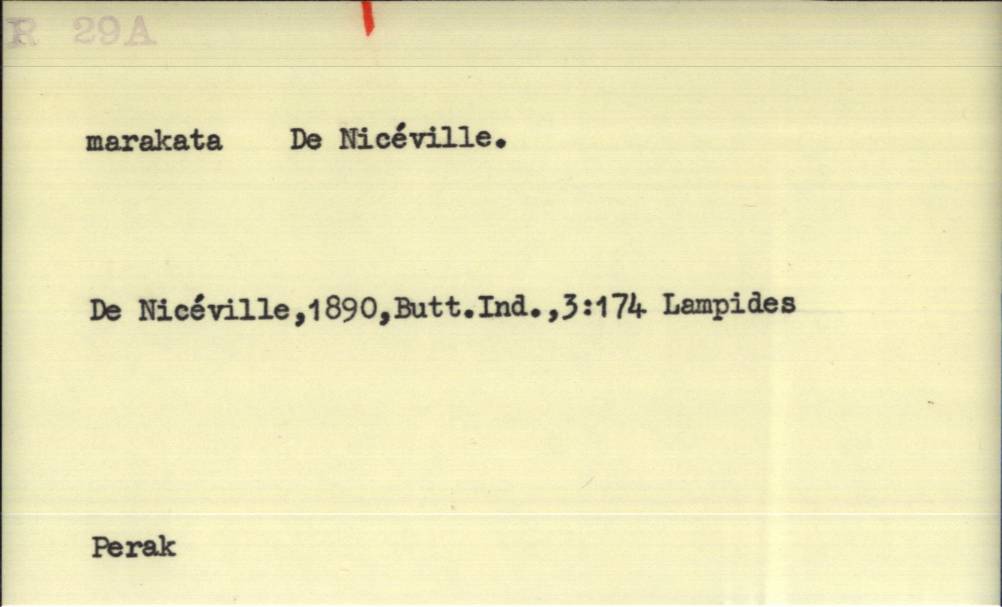 R 29A
marakata De Nicéville.
De Nicéville,1890,Butt.Ind.,3:174 Lampides
Perak